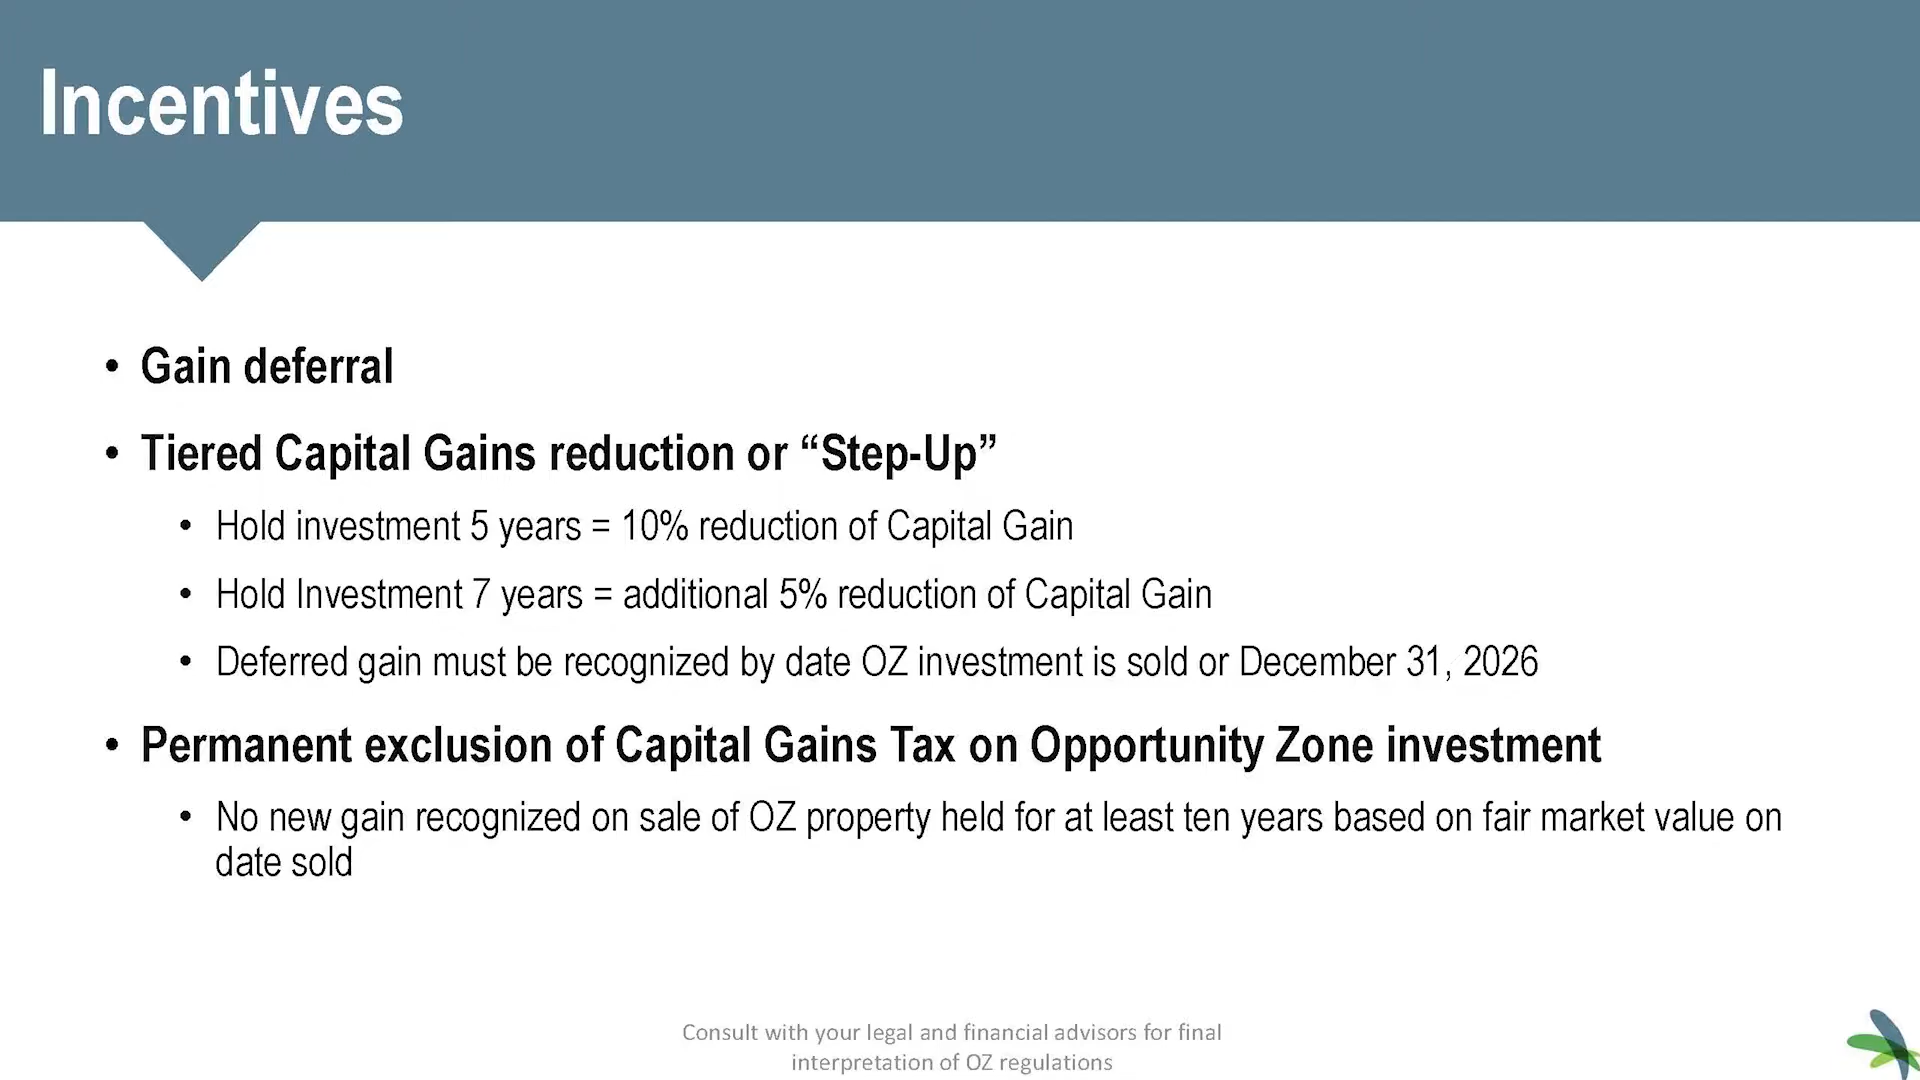 Incentives
• Gain deferral
• Tiered Capital Gains reduction or “Step-Up”
• Hold investment 5 years = 10% reduction of Capital Gain
• Hold Investment 7 years = additional 5% reduction of Capital Gain
• Deferred gain must be recognized by date OZ investment is sold or December 31, 2026
• Permanent exclusion of Capital Gains Tax on Opportunity Zone investment
• No new gain recognized on sale of OZ property held for at least ten years based on fair market value on
date sold
Consult with your legal and financial advisors for final
interpretation of OZ regulations